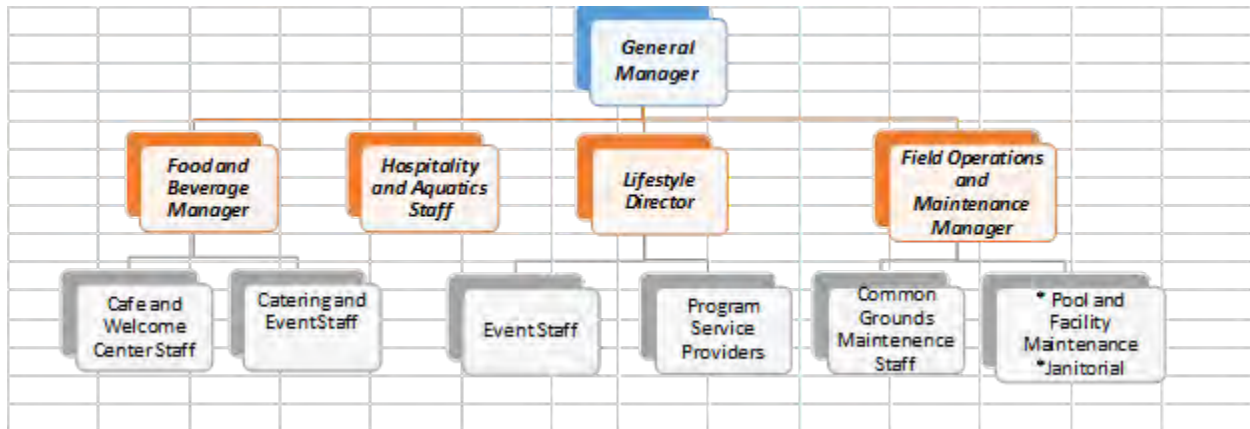 General
Manager
Food and
Beverage
Manager
Hospitality
and Aquatics
Staff
Lifestyle
Director
Field Operations
and
Maintenance
Manager
Cafe and
Welcome
Center Staff
Catering and
Event Staff
Event Staff
Program
Service
Providers
Common
Grounds
Maintenence
Staff
* Pool and
Facility
Maintenance
*Janitorial